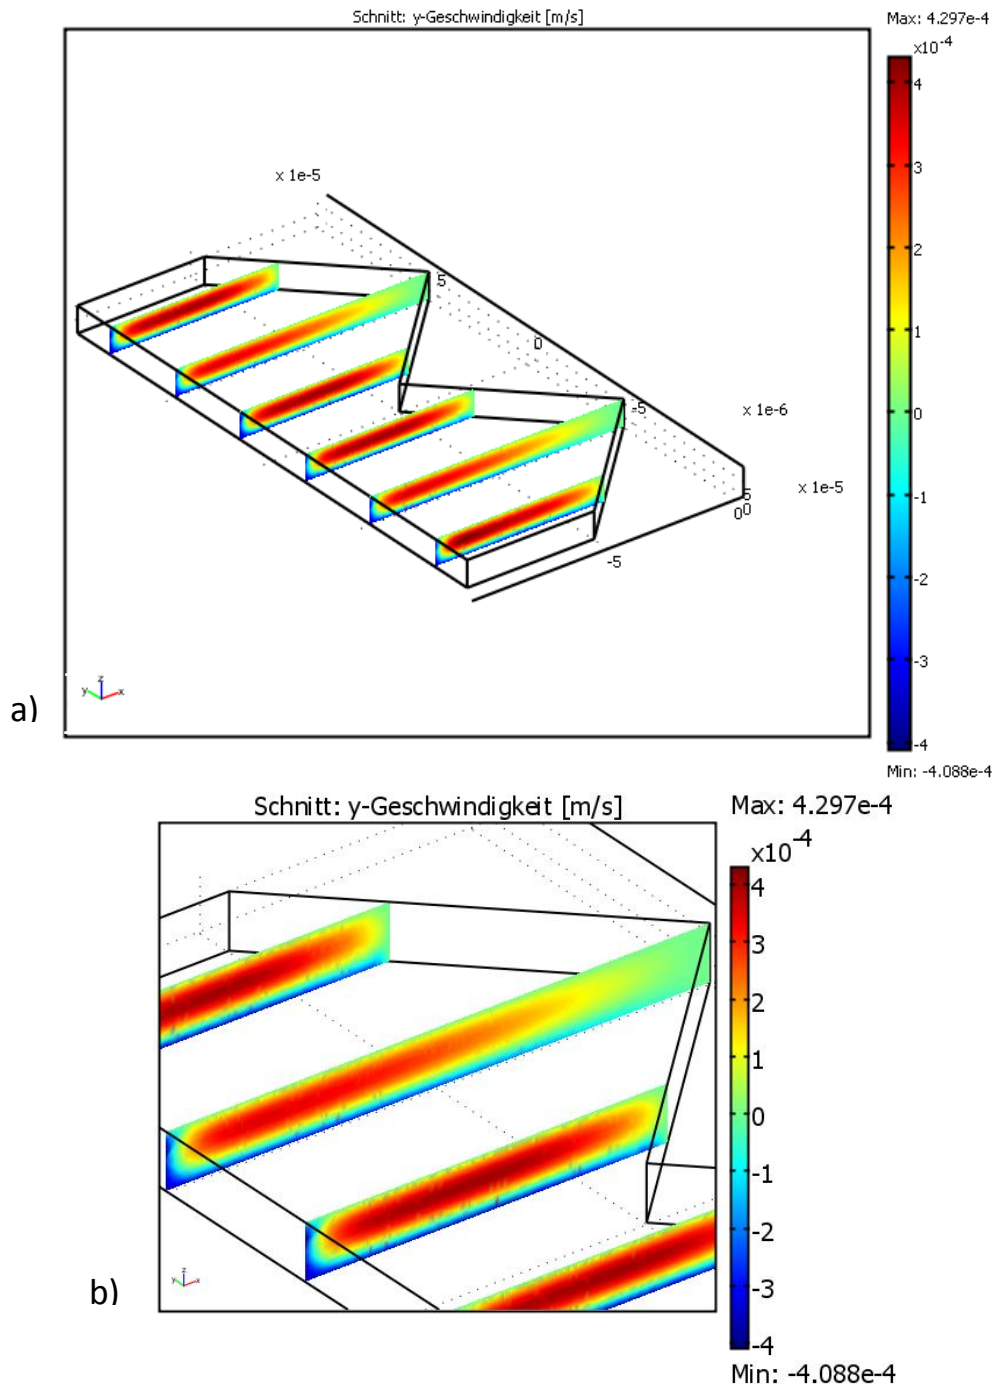 Schnitt: y-Geschwindigkeit [m/s]
Max: 4.297e-4
x10-4
4
3
2
1
0
-1
-2
-3
-4
Min: -4.088e-4
x 1e-5
5
0
-5
x 1e-6
x 1e-5
5
0
0
-5
z
y
x
a)
Schnitt: y-Geschwindigkeit [m/s]
Max: 4.297e-4
x10-4
4
3
2
1
0
-1
-2
-3
-4
Min: -4.088e-4
z
y
x
b)